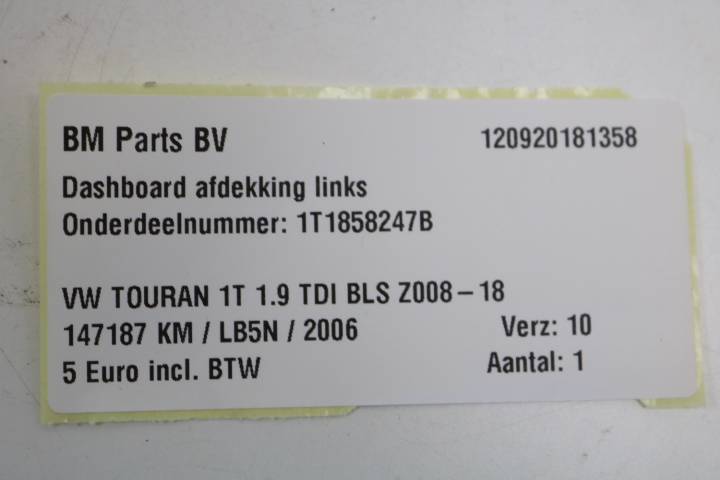 BM Parts BV 120920181358
Dashboard afdekking links
Onderdeelnummer: 1T1858247B
VW TOURAN 1T 1.9 TDI BLS Z008-18
147187 KM / LB5N / 2006 Verz: 10
5 Euro incl. BTW Aantal: 1